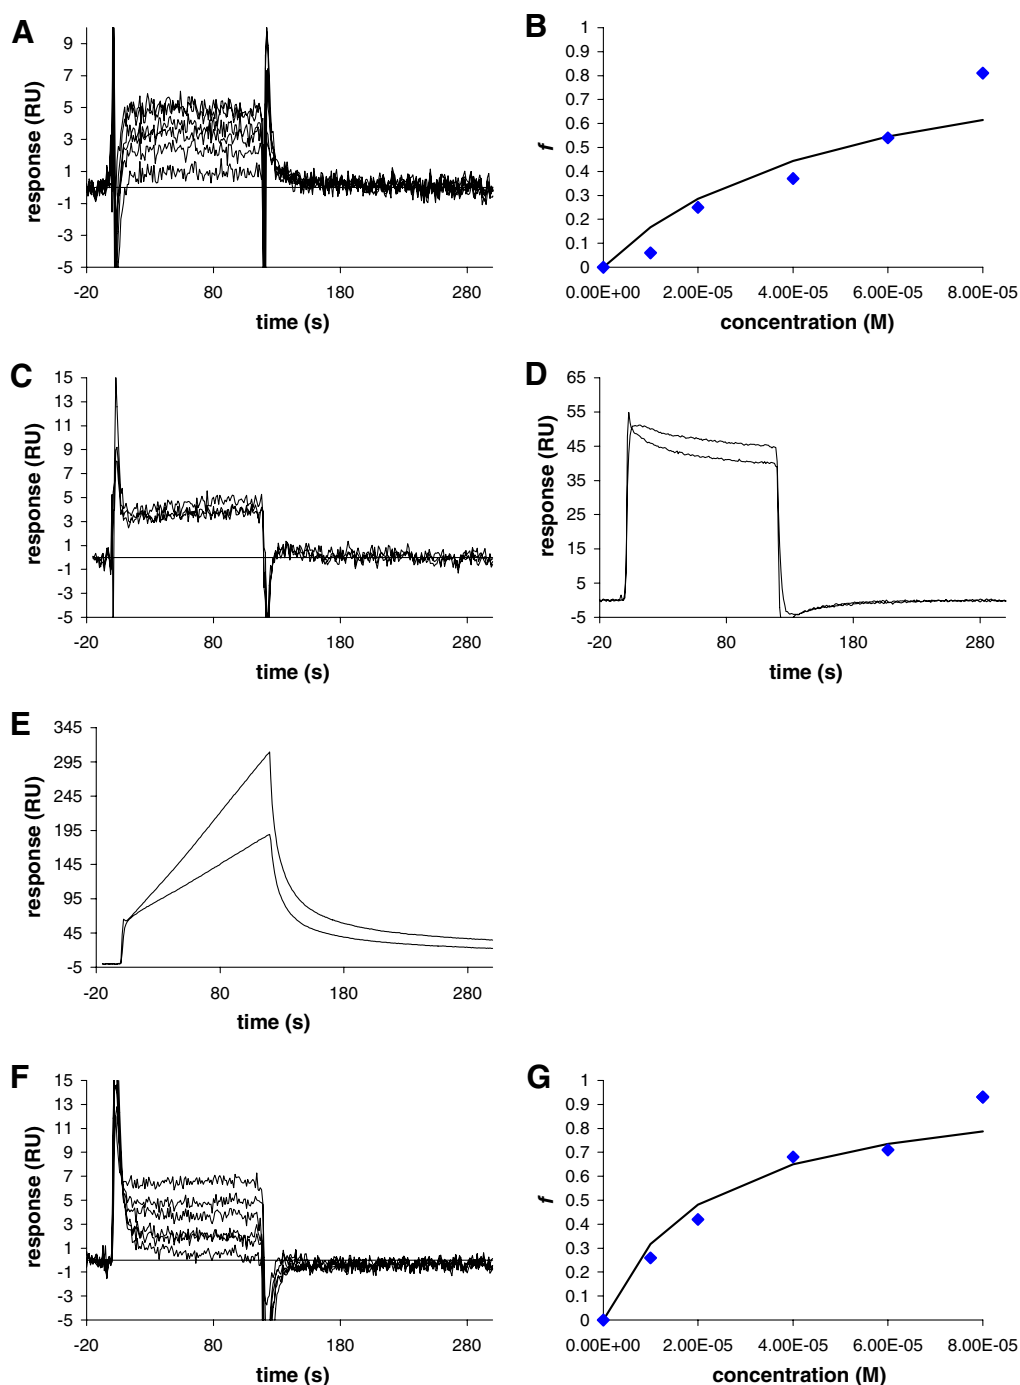 A
response (RU)
9
7
5
3
1
-1
-3
-5
-20 80 180 280
time (s)
B
f
1
0.9
0.8
0.7
0.6
0.5
0.4
0.3
0.2
0.1
0
0.00E+00 2.00E-05 4.00E-05 6.00E-05 8.00E-05
concentration (M)
C
response (RU)
15
13
11
9
7
5
3
1
-1
-3
-5
-20 80 180 280
time (s)
D
response (RU)
65
55
45
35
25
15
5
-5
-20 80 180 280
time (s)
E
response (RU)
345
295
245
195
145
95
45
-5
-20 80 180 280
time (s)
F
response (RU)
15
13
11
9
7
5
3
1
-1
-3
-5
-20 80 180 280
time (s)
G
f
1
0.9
0.8
0.7
0.6
0.5
0.4
0.3
0.2
0.1
0
0.00E+00 2.00E-05 4.00E-05 6.00E-05 8.00E-05
concentration (M)